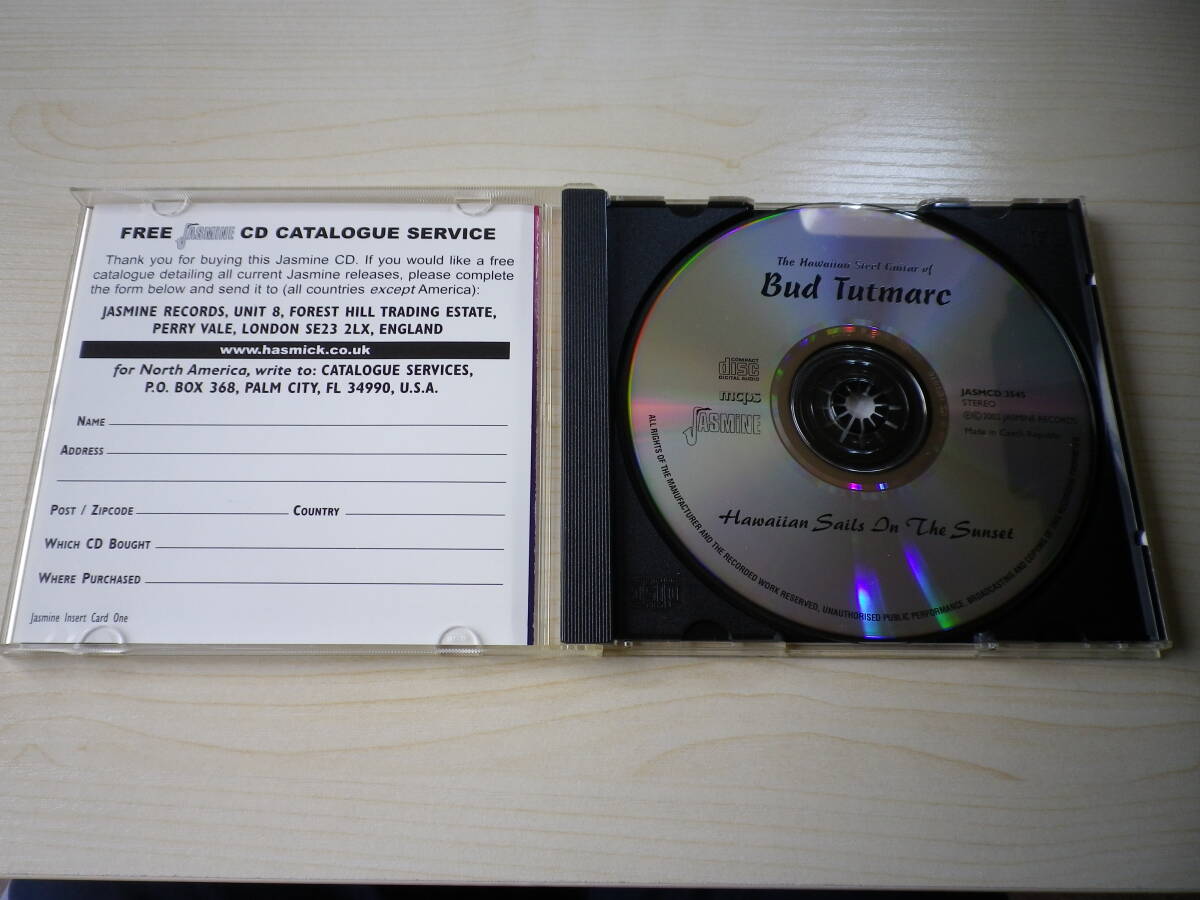 FREE JASMINE CD CATALOGUE SERVICE
Thank you for buying this Jasmine CD. If you would like a free
catalogue detailing all current Jasmine releases, please complete
the form below and send it to (all countries except America):
JASMINE RECORDS, UNIT 8, FOREST HILL TRADING ESTATE,
PERRY VALE, LONDON SE23 2LX, ENGLAND
www.hasmick.co.uk
for North America, write to: CATALOGUE SERVICES,
P.O. BOX 368, PALM CITY, FL 34990, U.S.A.
NAME
ADDRESS
POST / ZIPCODE COUNTRY
WHICH CD BOUGHT
WHERE PURCHASED
Jasmine Insert Card One
The Hawaiian Steel Guitar of
Bud Tutmarc
COMPACT
disc
DIGITAL AUDIO
mcps
JASMINE
JASMCD 3545
STEREO
JASMINE RECORDS
Made in Czech Republic
Hawaiian Sails In The Sunset
ALL RIGHTS OF THE MANUFACTURER AND THE RECORDED WORK RESERVED, UNAUTHORISED PUBLIC PERFORMANCE, BROADCASTING AND COPYING OF THIS RECORDING PROHIBITED